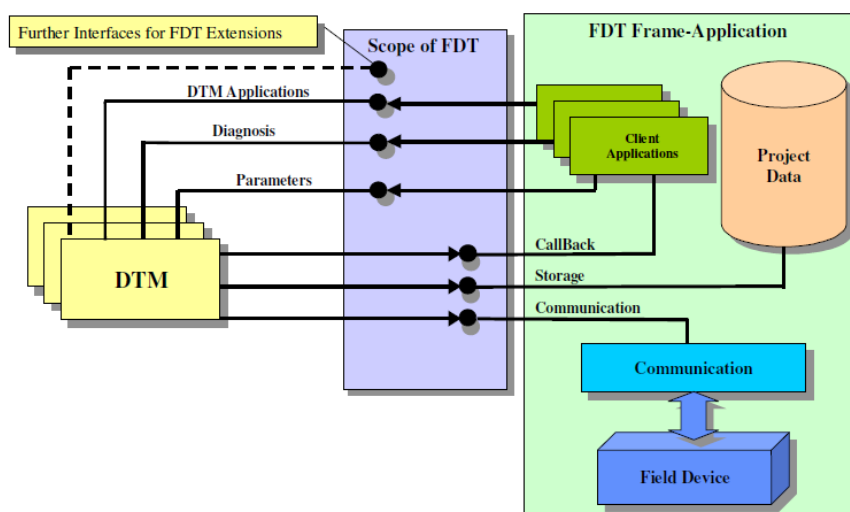 Further Interfaces for FDT Extensions
Scope of FDT
FDT Frame-Application
DTM Applications
Diagnosis
Parameters
Client
Applications
Project
Data
CallBack
Storage
Communication
DTM
Communication
Field Device